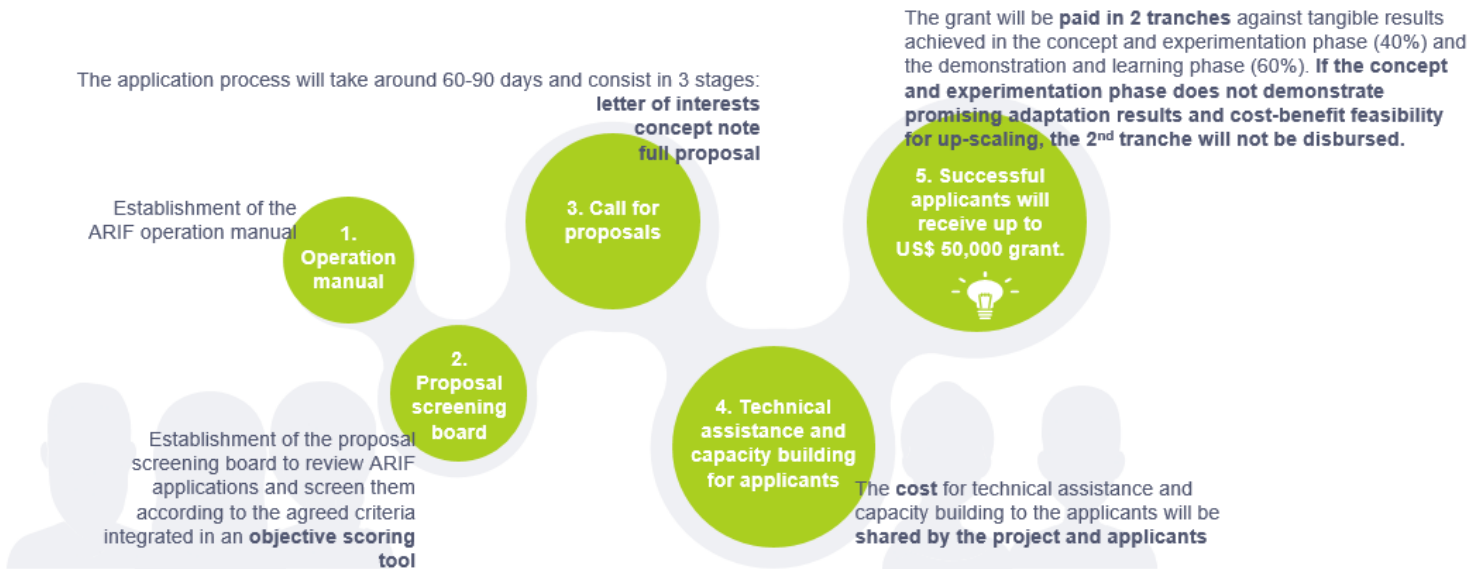 The grant will be paid in 2 tranches against tangible results
achieved in the concept and experimentation phase (40%) and
the demonstration and learning phase (60%). If the concept
and experimentation phase does not demonstrate
promising adaptation results and cost-benefit feasibility
for up-scaling, the 2nd tranche will not be disbursed.
The application process will take around 60-90 days and consist in 3 stages:
letter of interests
concept note
full proposal
Establishment of the
ARIF operation manual
1.
Operation
manual
2.
Proposal
screening
board
Establishment of the proposal
screening board to review ARIF
applications and screen them
according to the agreed criteria
integrated in an objective scoring
tool
3. Call for
proposals
4. Technical
assistance and
capacity building
for applicants
The cost for technical assistance and
capacity building to the applicants will be
shared by the project and applicants
5. Successful
applicants will
receive up to
US$ 50,000 grant.